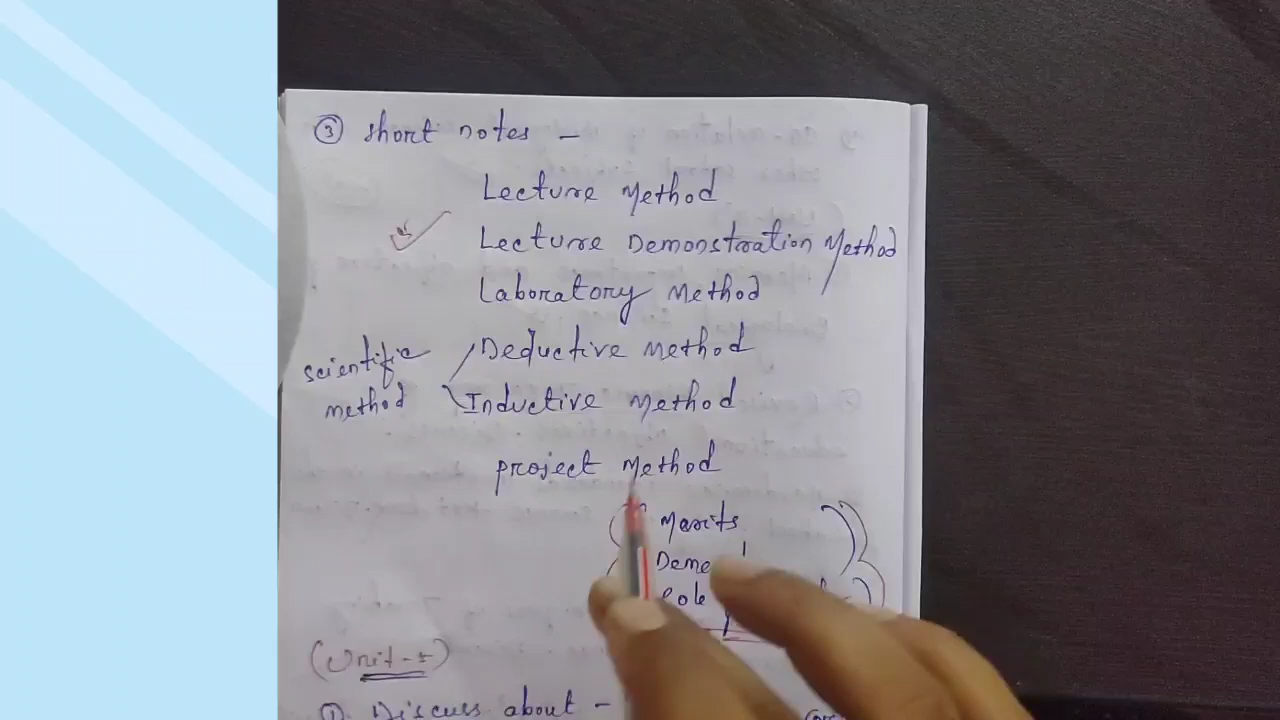 ③ short notes -
Lecture Method
Lecture Demonstration Method
Laboratory Method
scientific
method
Deductive method
Inductive Method
project Method
Merits
(Unit-5)
① Discuss about -